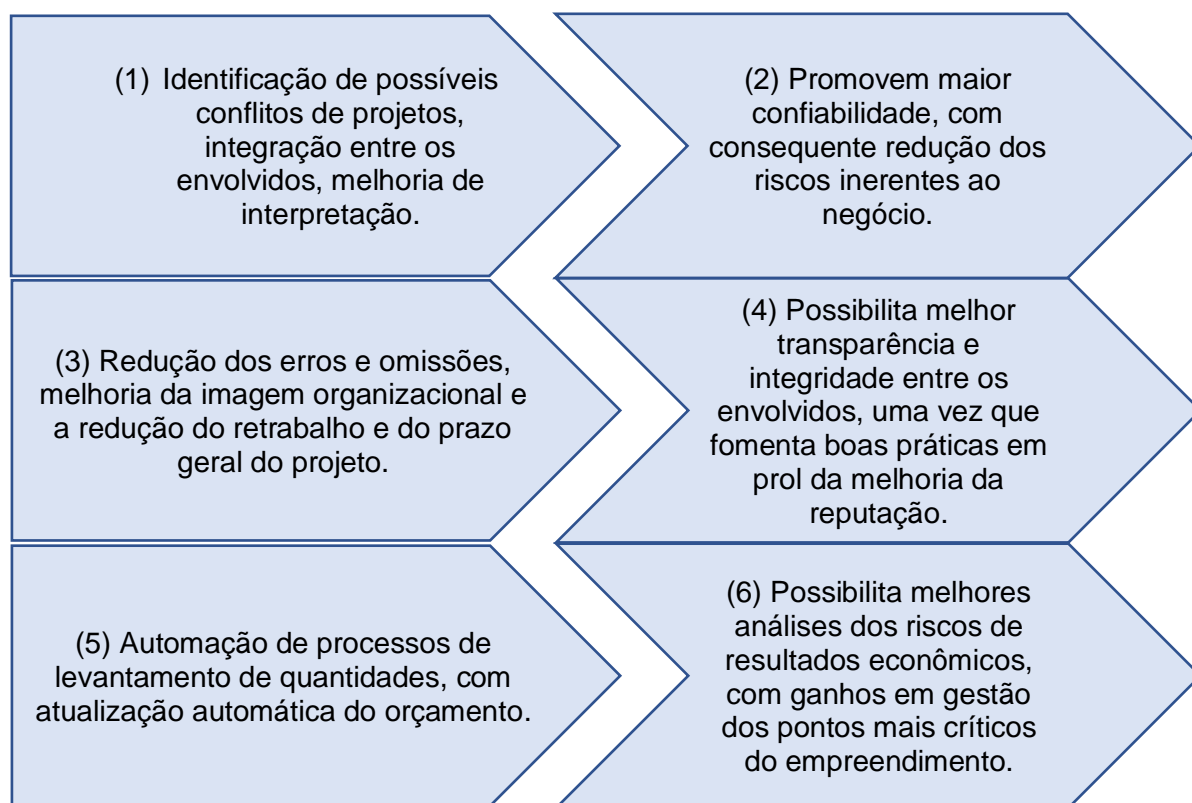 (1) Identificação de possíveis
conflitos de projetos,
integração entre os
envolvidos, melhoria de
interpretação.
(2) Promovem maior
confiabilidade, com
consequente redução dos
riscos inerentes ao
negócio.
(3) Redução dos erros e omissões,
melhoria da imagem organizacional e
a redução do retrabalho e do prazo
geral do projeto.
(4) Possibilita melhor
transparência e
integridade entre os
envolvidos, uma vez que
fomenta boas práticas em
prol da melhoria da
reputação.
(5) Automação de processos de
levantamento de quantidades, com
atualização automática do orçamento.
(6) Possibilita melhores
análises dos riscos de
resultados econômicos,
com ganhos em gestão
dos pontos mais críticos
do empreendimento.